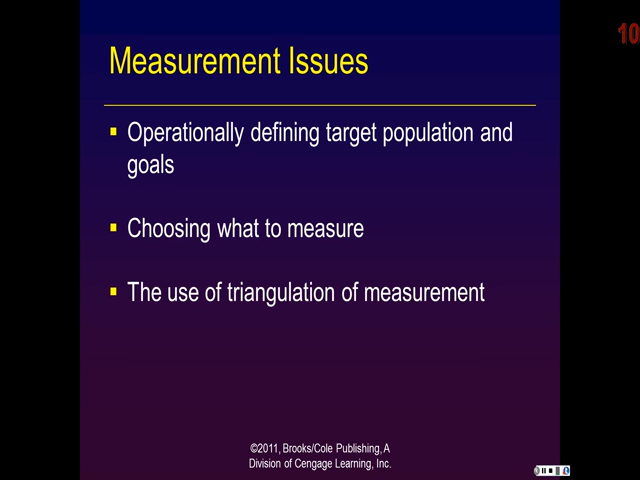 10
Measurement Issues
Operationally defining target population and
goals
Choosing what to measure
The use of triangulation of measurement
©2011, Brooks/Cole Publishing, A
Division of Cengage Learning, Inc.